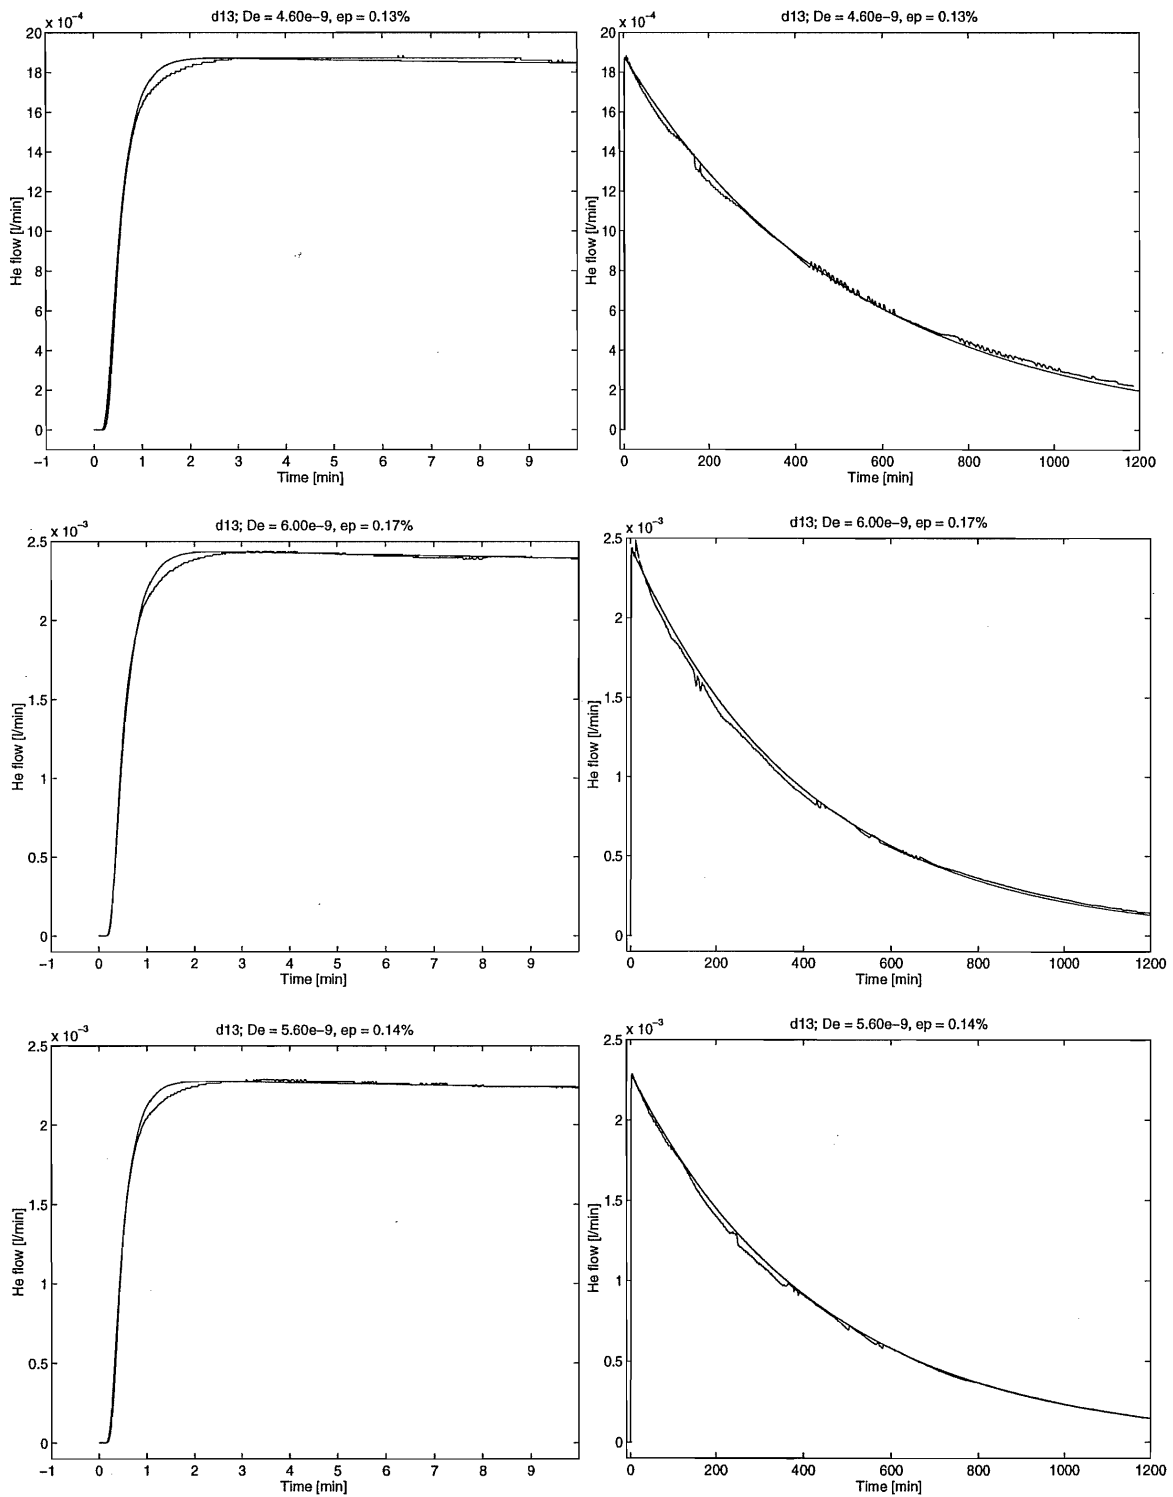 d13; De = 4.60e−9, ep = 0.13%
x 10⁻⁴
20
18
16
14
12
10
8
6
4
2
0
He flow [l/min]
−1 0 1 2 3 4 5 6 7 8 9
Time [min]
d13; De = 4.60e−9, ep = 0.13%
x 10⁻⁴
20
18
16
14
12
10
8
6
4
2
0
He flow [l/min]
0 200 400 600 800 1000 1200
Time [min]
d13; De = 6.00e−9, ep = 0.17%
x 10⁻³
2.5
2
1.5
1
0.5
0
He flow [l/min]
−1 0 1 2 3 4 5 6 7 8 9
Time [min]
d13; De = 6.00e−9, ep = 0.17%
x 10⁻³
2.5
2
1.5
1
0.5
0
He flow [l/min]
0 200 400 600 800 1000 1200
Time [min]
d13; De = 5.60e−9, ep = 0.14%
x 10⁻³
2.5
2
1.5
1
0.5
0
He flow [l/min]
−1 0 1 2 3 4 5 6 7 8 9
Time [min]
d13; De = 5.60e−9, ep = 0.14%
x 10⁻³
2.5
2
1.5
1
0.5
0
He flow [l/min]
0 200 400 600 800 1000 1200
Time [min]